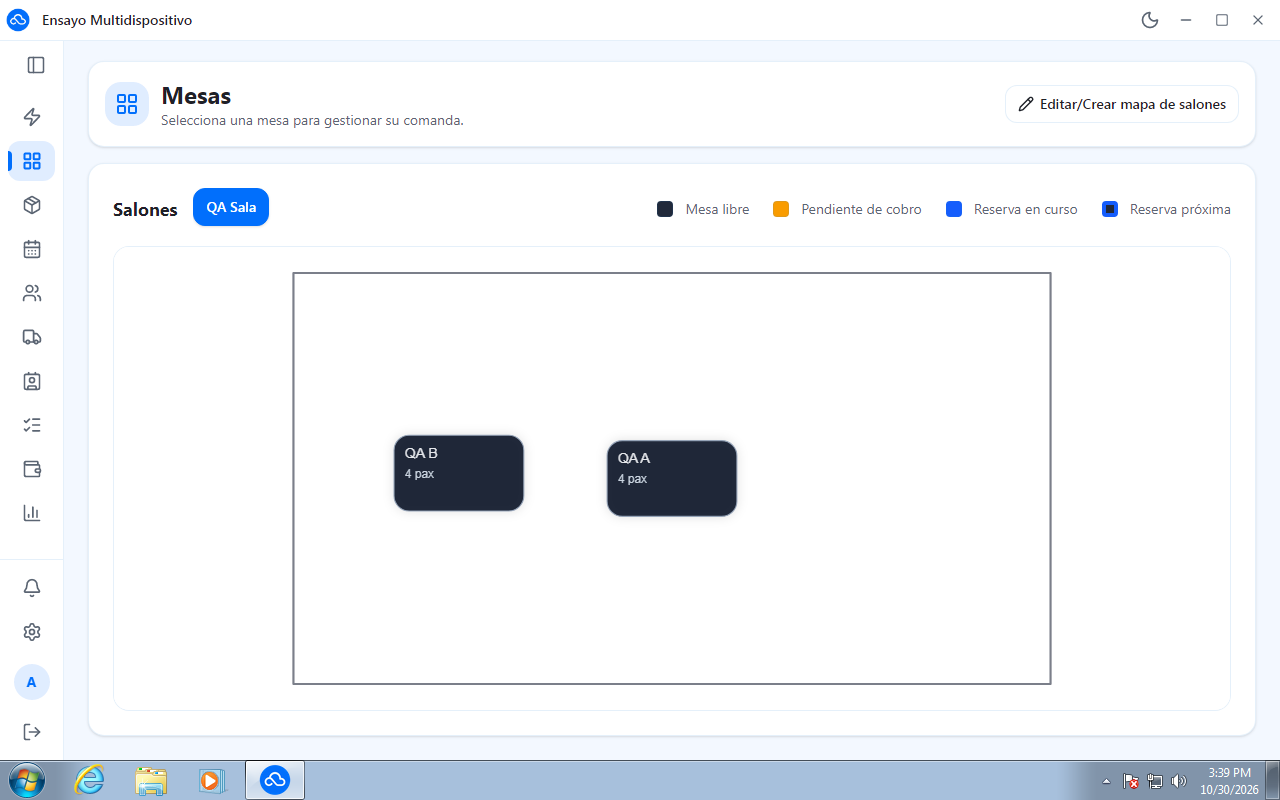 Ensayo Multidispositivo
Mesas
Selecciona una mesa para gestionar su comanda.
Editar/Crear mapa de salones
Salones
QA Sala
Mesa libre
Pendiente de cobro
Reserva en curso
Reserva próxima
QA B
4 pax
QA A
4 pax
A
3:39 PM
10/30/2026